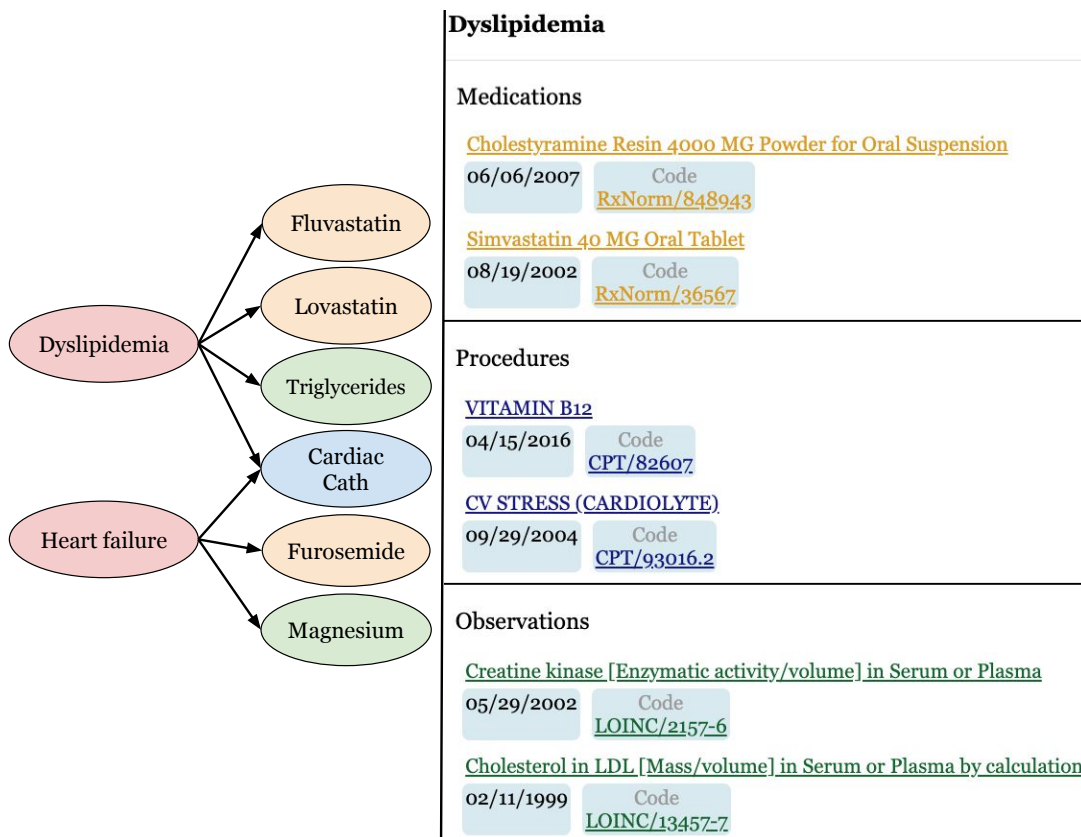 Dyslipidemia
Heart failure
Fluvastatin
Lovastatin
Triglycerides
Cardiac
Cath
Furosemide
Magnesium
Dyslipidemia
Medications
Cholestyramine Resin 4000 MG Powder for Oral Suspension
06/06/2007 Code
RxNorm/848943
Simvastatin 40 MG Oral Tablet
08/19/2002 Code
RxNorm/36567
Procedures
VITAMIN B12
04/15/2016 Code
CPT/82607
CV STRESS (CARDIOLYTE)
09/29/2004 Code
CPT/93016.2
Observations
Creatine kinase [Enzymatic activity/volume] in Serum or Plasma
05/29/2002 Code
LOINC/2157-6
Cholesterol in LDL [Mass/volume] in Serum or Plasma by calculation
02/11/1999 Code
LOINC/13457-7